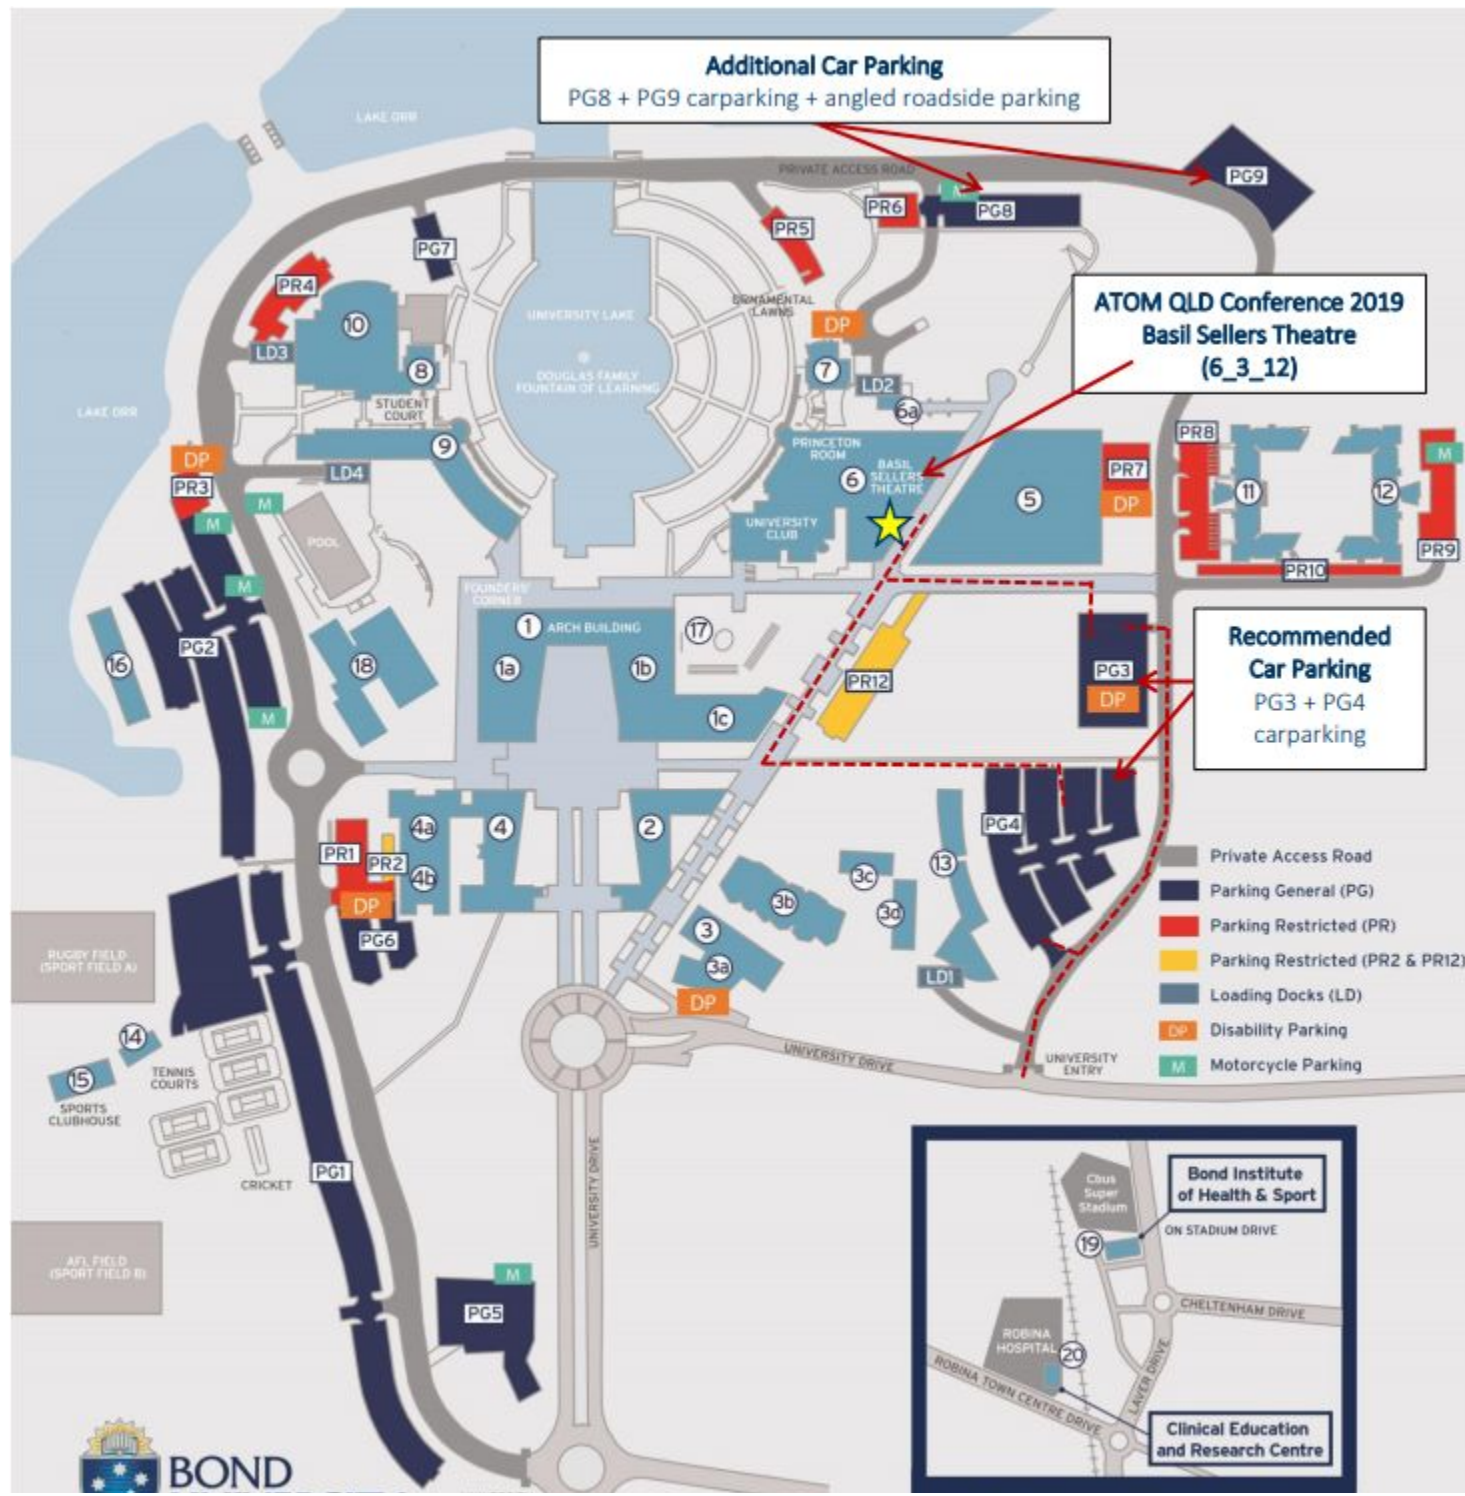 Additional Car Parking
PG8 + PG9 carparking + angled roadside parking
LAKE ORR
PRIVATE ACCESS ROAD
PG9
M
PR6
PG8
PR5
PG7
PR4
ORNAMENTAL
LAWNS
UNIVERSITY LAKE
DP
ATOM QLD Conference 2019
Basil Sellers Theatre
(6_3_12)
10
LD3
8
DOUGLAS FAMILY
FOUNTAIN OF LEARNING
7
LD2
6a
STUDENT
COURT
LAKE ORR
9
DP
LD4
PR3
M
M
PRINCETON
ROOM
6
BASIL
SELLERS
THEATRE
UNIVERSITY
CLUB
5
PR7
DP
PR8
11
12
M
PR9
PR10
POOL
M
FOUNDERS'
CORNER
1
ARCH BUILDING
17
1a
1b
1c
PR12
16
PG2
18
M
PG3
DP
Recommended
Car Parking
PG3 + PG4
carparking
4a
4
2
PR1
PR2
4b
DP
PG6
PG4
13
3c
3b
3d
3
3a
DP
LD1
Private Access Road
Parking General (PG)
Parking Restricted (PR)
Parking Restricted (PR2 & PR12)
Loading Docks (LD)
DP Disability Parking
M Motorcycle Parking
RUGBY FIELD
(SPORT FIELD A)
14
15
TENNIS
COURTS
SPORTS
CLUBHOUSE
CRICKET
PG1
UNIVERSITY DRIVE
UNIVERSITY
ENTRY
UNIVERSITY DRIVE
AFL FIELD
(SPORT FIELD B)
M
PG5
Cbus
Super
Stadium
Bond Institute
of Health & Sport
ON STADIUM DRIVE
19
CHELTENHAM DRIVE
ROBINA
HOSPITAL
20
LAVER DRIVE
ROBINA TOWN CENTRE DRIVE
Clinical Education
and Research Centre
BOND